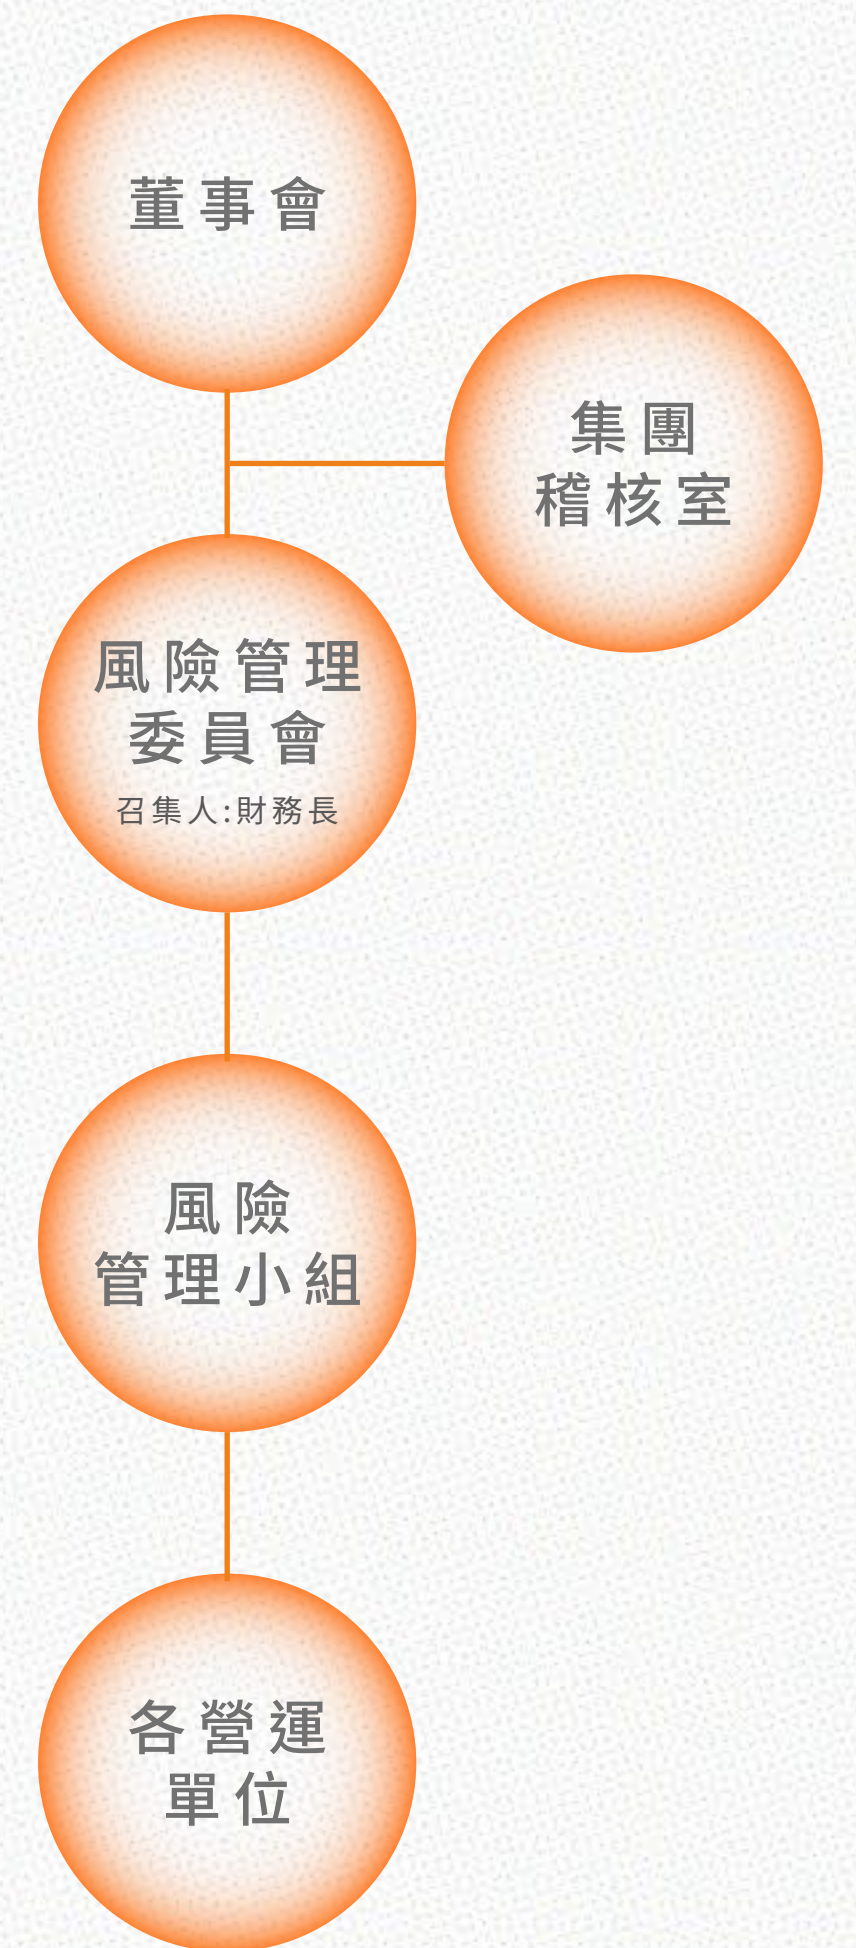 董事會
集團
稽核室
風險管理
委員會
召集人:財務長
風險
管理小組
各營運
單位